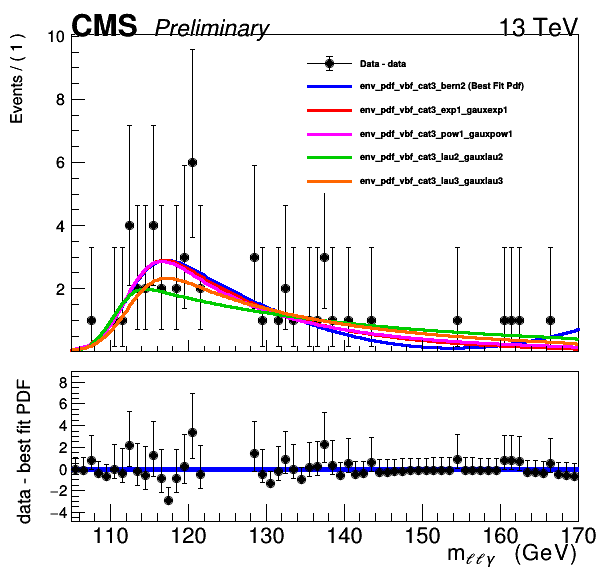 CMS Preliminary 13 TeV
Events / ( 1 )
10
8
6
4
2
Data - data
env_pdf_vbf_cat3_bern2 (Best Fit Pdf)
env_pdf_vbf_cat3_exp1_gauxexp1
env_pdf_vbf_cat3_pow1_gauxpow1
env_pdf_vbf_cat3_lau2_gauxlau2
env_pdf_vbf_cat3_lau3_gauxlau3
data - best fit PDF
8
6
4
2
0
−2
−4
110 120 130 140 150 160 170
m_ℓℓγ (GeV)